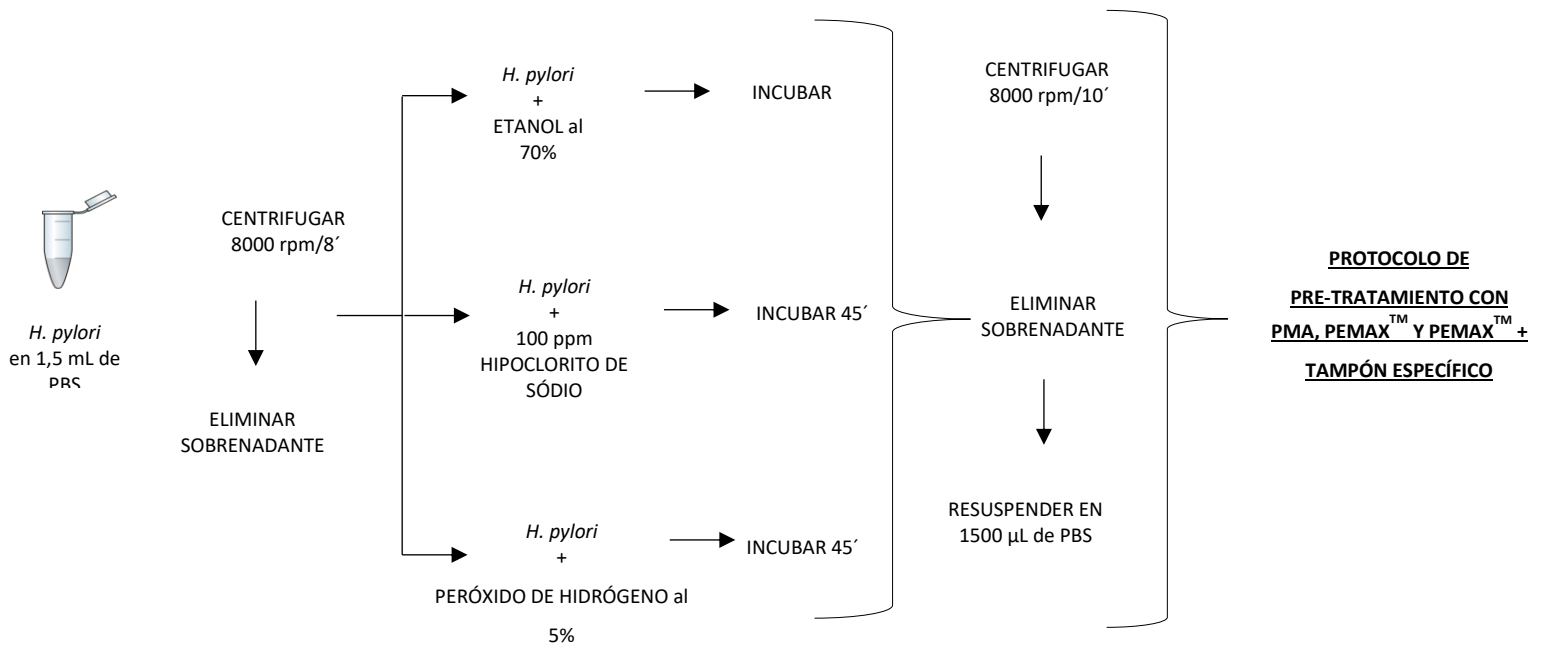 H. pylori
en 1,5 mL de
PBS
CENTRIFUGAR
8000 rpm/8´
ELIMINAR
SOBRENADANTE
H. pylori
+
ETANOL al
70%
INCUBAR
H. pylori
+
100 ppm
HIPOCLORITO DE
SÓDIO
INCUBAR 45´
H. pylori
+
PERÓXIDO DE HIDRÓGENO al
5%
INCUBAR 45´
CENTRIFUGAR
8000 rpm/10´
ELIMINAR
SOBRENADANTE
RESUSPENDER EN
1500 µL de PBS
PROTOCOLO DE
PRE-TRATAMIENTO CON
PMA, PEMAX™ Y PEMAX™ +
TAMPÓN ESPECÍFICO